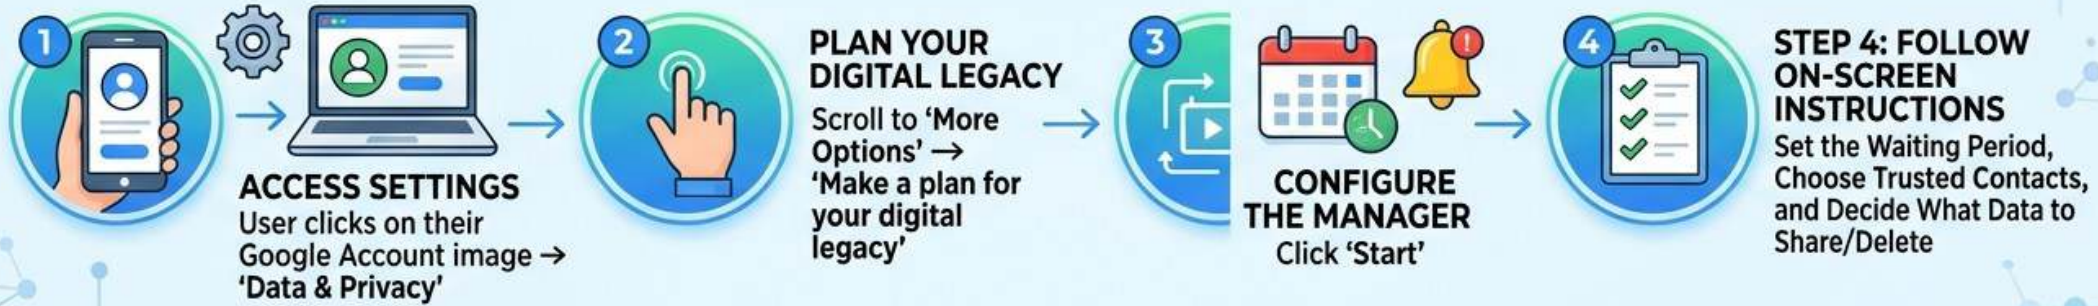 1
ACCESS SETTINGS
User clicks on their
Google Account image →
‘Data & Privacy’
2
PLAN YOUR
DIGITAL LEGACY
Scroll to ‘More
Options’ →
‘Make a plan for
your digital
legacy’
3
CONFIGURE
THE MANAGER
Click ‘Start’
4
STEP 4: FOLLOW
ON-SCREEN
INSTRUCTIONS
Set the Waiting Period,
Choose Trusted Contacts,
and Decide What Data to
Share/Delete